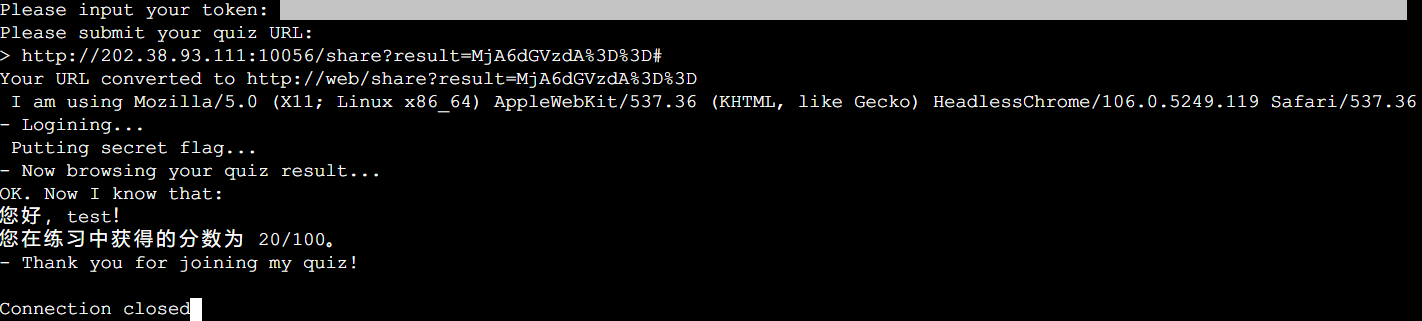 Please input your token:
Please submit your quiz URL:
> http://202.38.93.111:10056/share?result=MjA6dGVzdA%3D%3D#
Your URL converted to http://web/share?result=MjA6dGVzdA%3D%3D
I am using Mozilla/5.0 (X11; Linux x86_64) AppleWebKit/537.36 (KHTML, like Gecko) HeadlessChrome/106.0.5249.119 Safari/537.36
- Logining...
Putting secret flag...
- Now browsing your quiz result...
OK. Now I know that:
您好, test!
您在练习中获得的分数为 20/100。
- Thank you for joining my quiz!
Connection closed